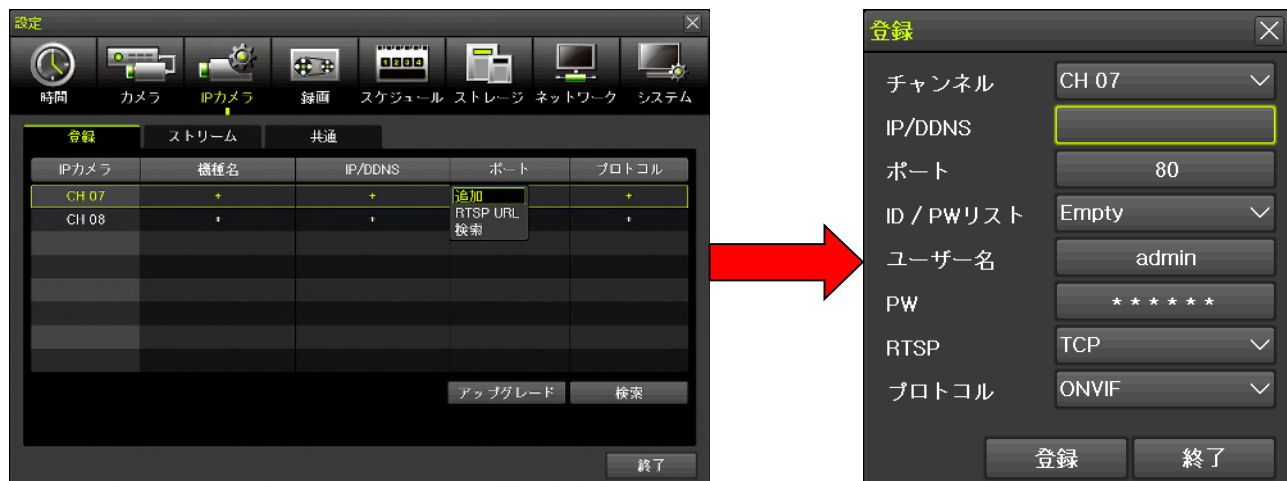 設定
時間 カメラ IPカメラ 録画 スケジュール ストレージ ネットワーク システム
登録 ストリーム 共通
IPカメラ 機種名 IP/DDNS ポート プロトコル
CH 07 + + 追加 +
CH 08 + + RTSP URL +
検索
アップグレード 検索
終了
登録
チャンネル CH 07
IP/DDNS
ポート 80
ID / PWリスト Empty
ユーザー名 admin
PW ******
RTSP TCP
プロトコル ONVIF
登録 終了